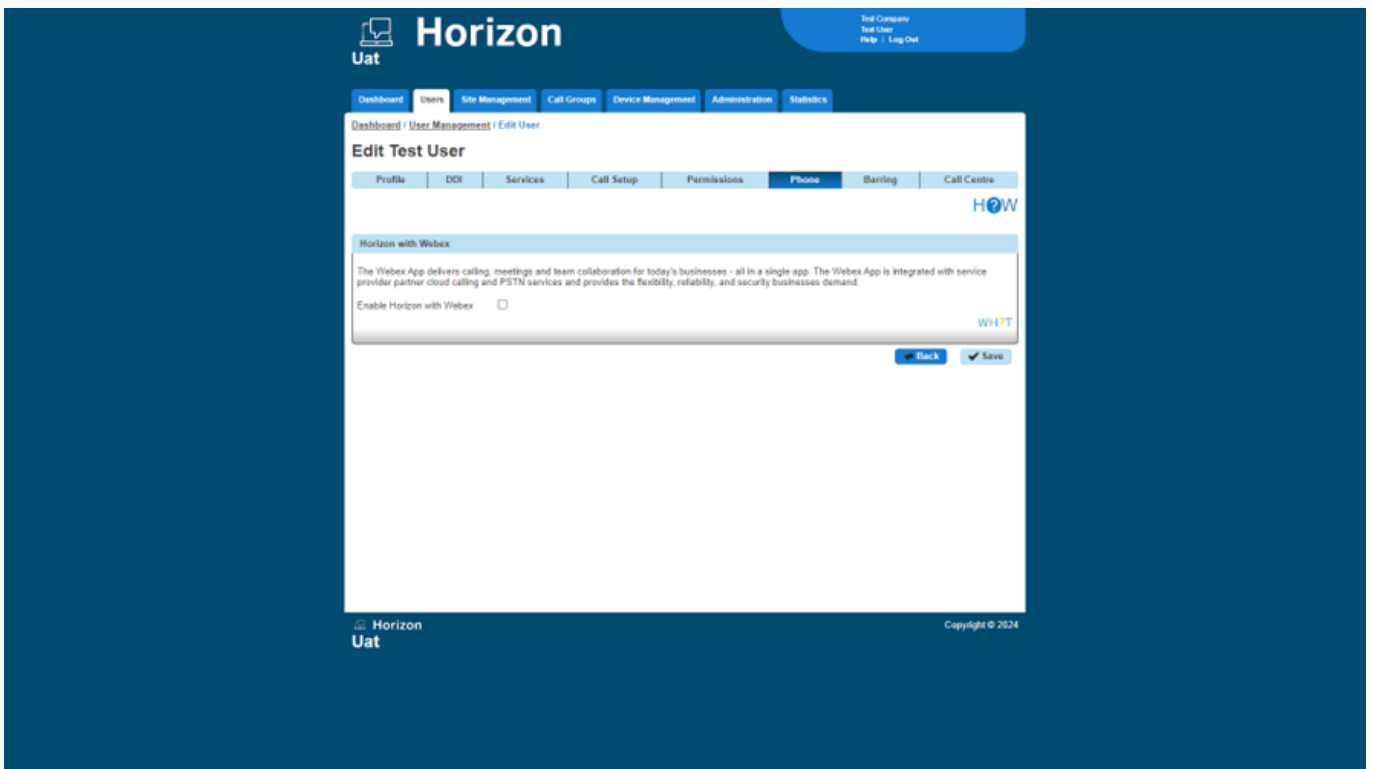 Horizon
Uat
Test Company
Test User
Help | Log Out
Dashboard Users Site Management Call Groups Device Management Administration Statistics
Dashboard / User Management / Edit User
Edit Test User
Profile DDI Services Call Setup Permissions Phone Barring Call Centre
H?W
Horizon with Webex
The Webex App delivers calling, meetings and team collaboration for today's businesses - all in a single app. The Webex App is integrated with service
provider partner cloud calling and PSTN services and provides the flexibility, reliability, and security businesses demand.
Enable Horizon with Webex
WH?T
Back Save
Horizon
Uat
Copyright © 2024